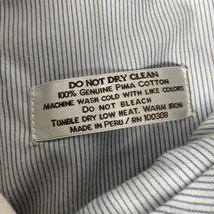 DO NOT DRY CLEAN
100% GENUINE PIMA COTTON
MACHINE WASH COLD WITH LIKE COLORS
DO NOT BLEACH
TUMBLE DRY LOW HEAT. WARM IRON
MADE IN PERU / RN 100308